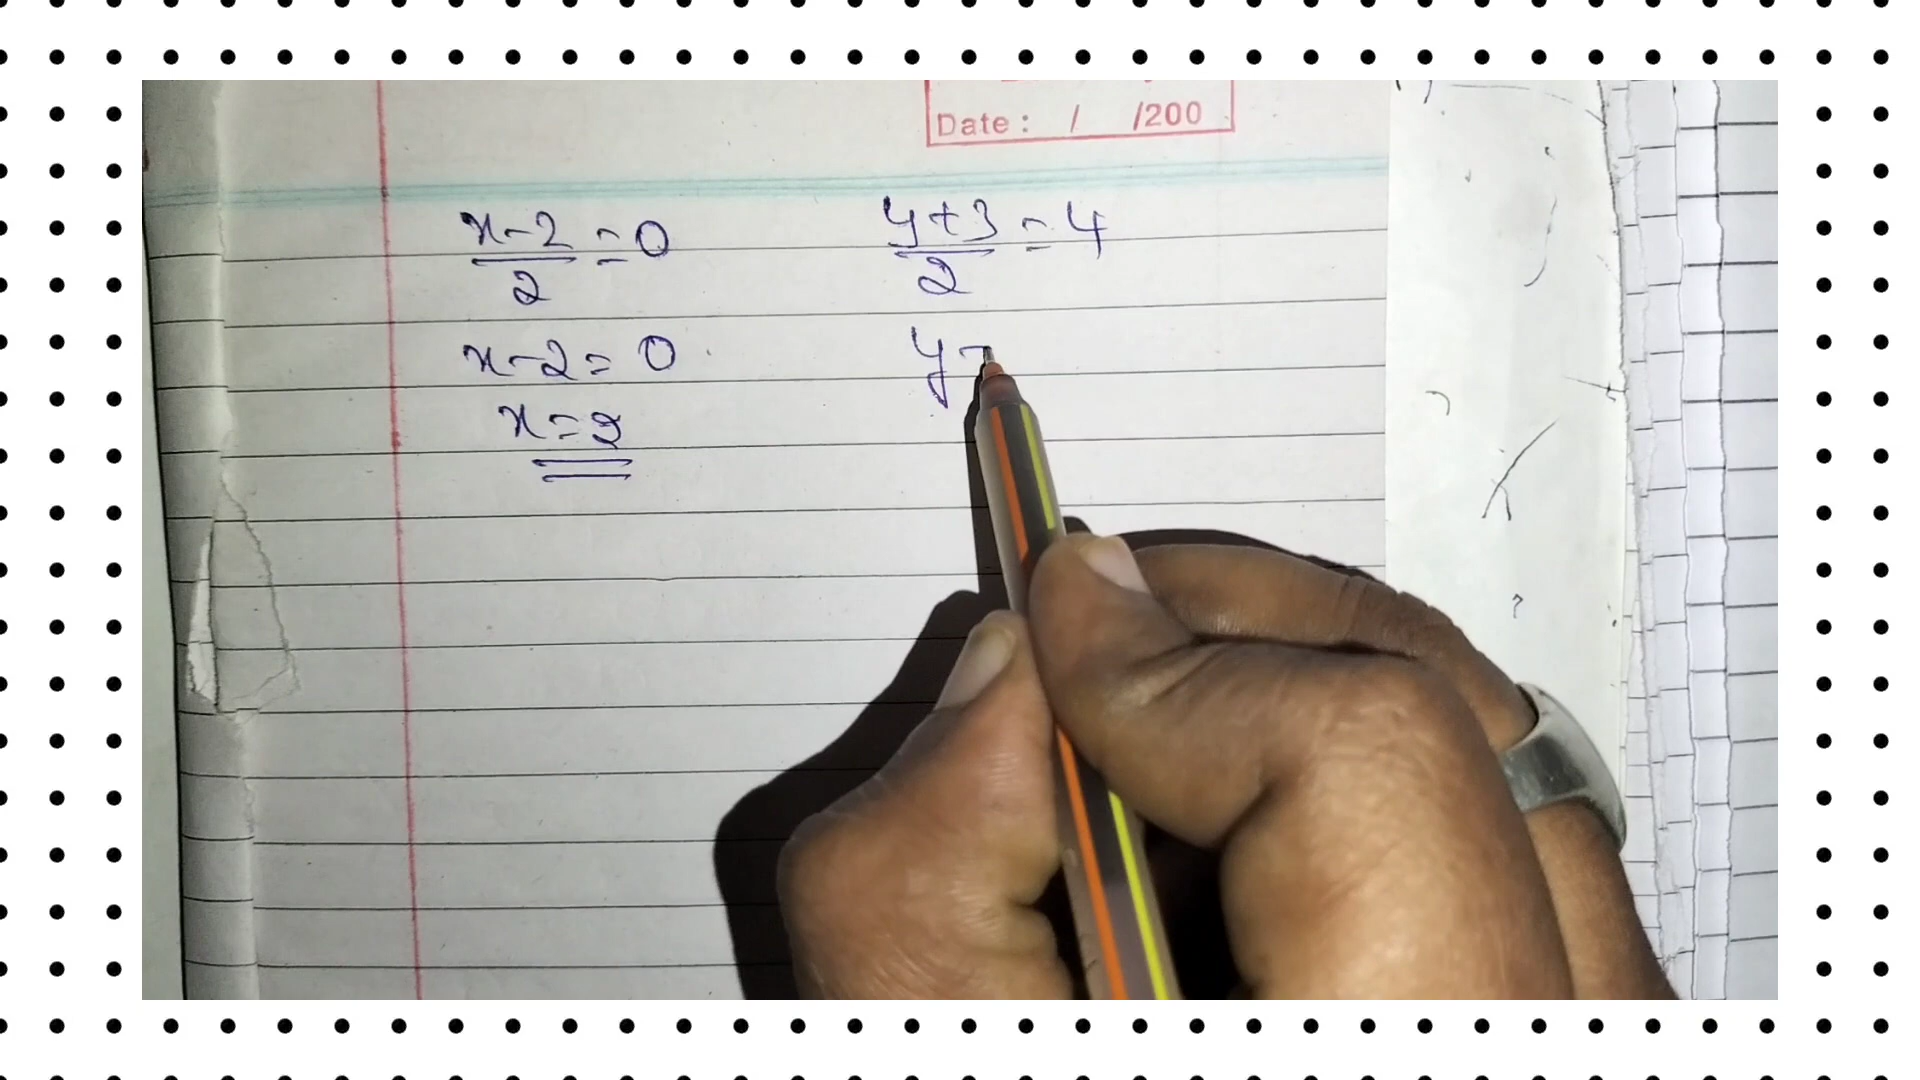 Date : / /200
x-2/2 = 0
y+3/2 = 4
x-2 = 0
y
x = 2